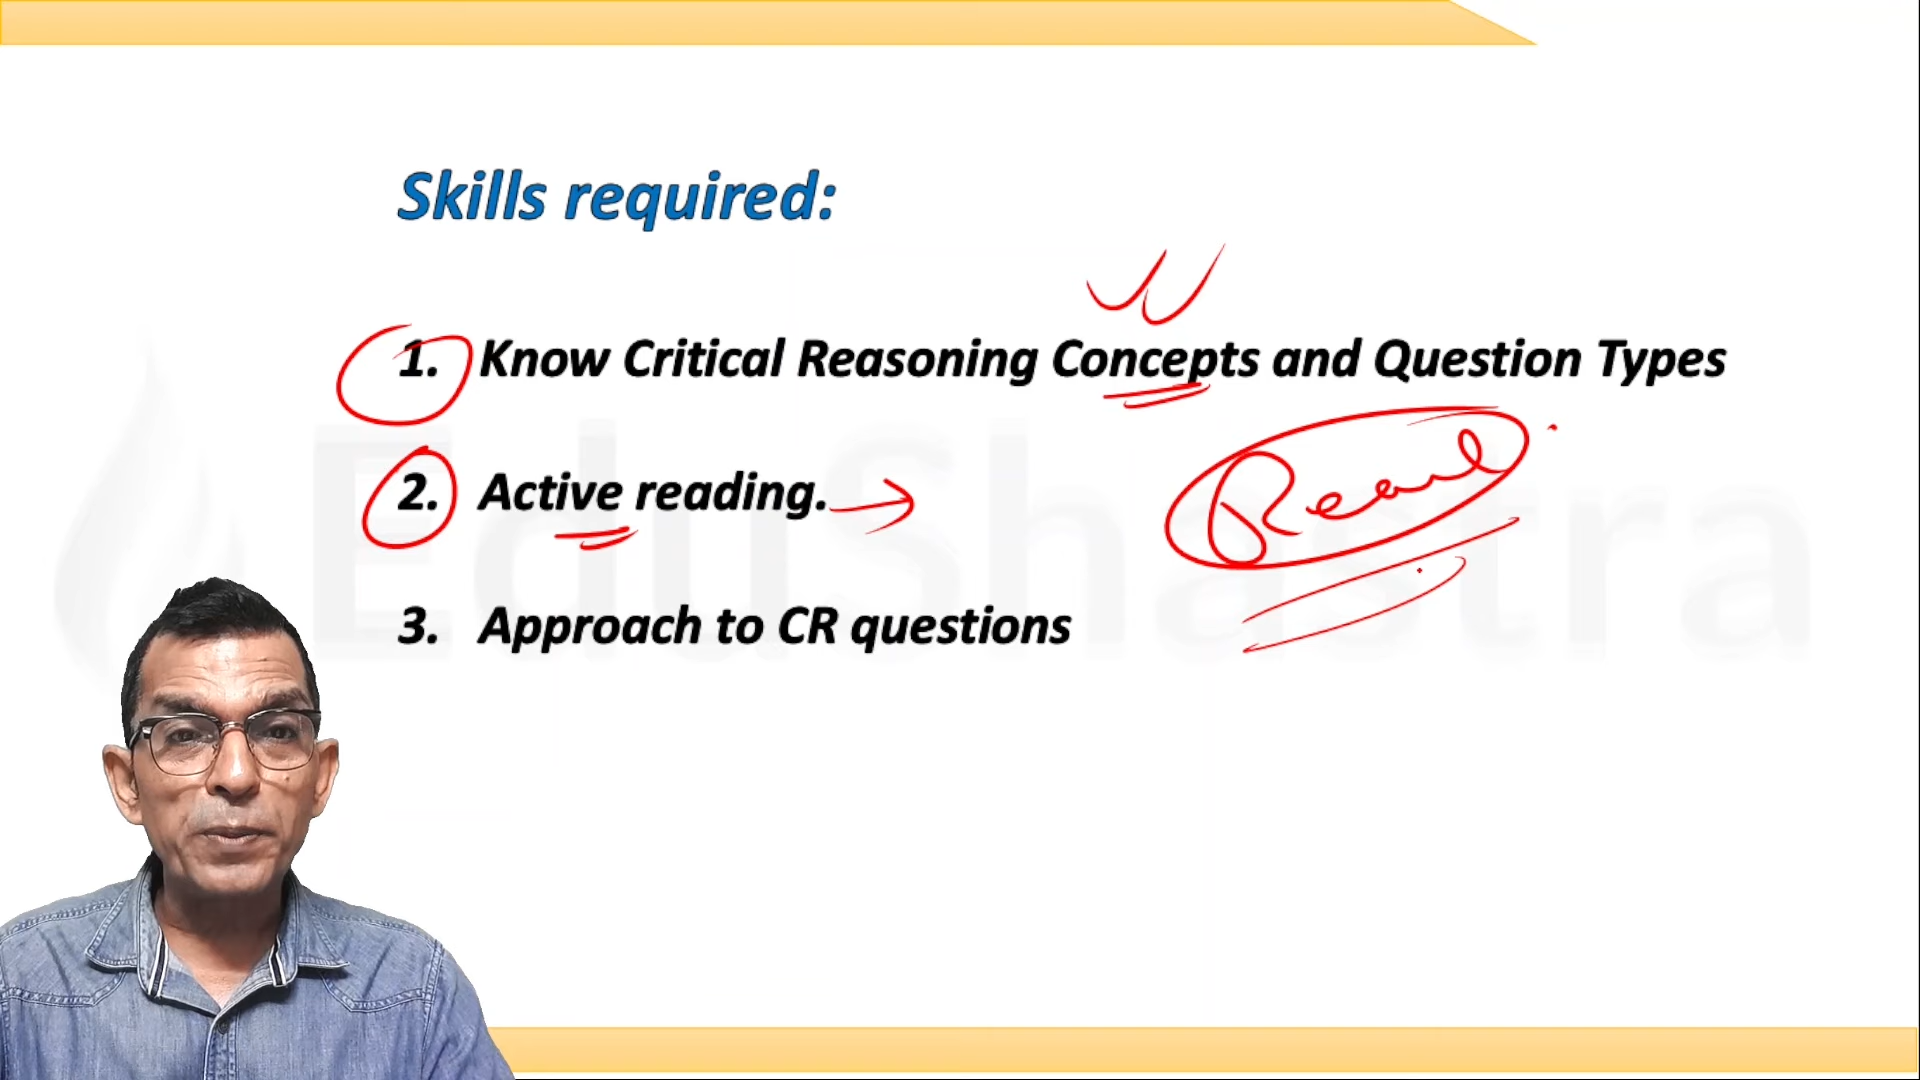 Skills required:
1. Know Critical Reasoning Concepts and Question Types
2. Active reading.
Read
3. Approach to CR questions
EduShastra